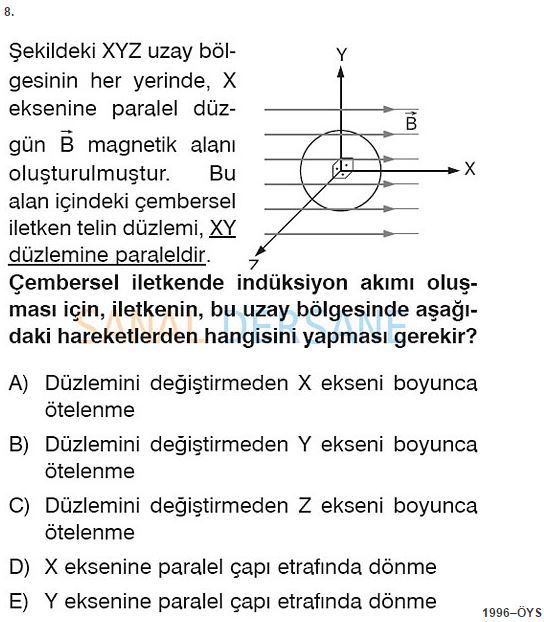 8.
Şekildeki XYZ uzay böl-
gesinin her yerinde, X
eksenine paralel düz-
gün B⃗ magnetik alanı
oluşturulmuştur. Bu
alan içindeki çembersel
iletken telin düzlemi, XY
düzlemine paraleldir.
Y
B⃗
X
Z
Çembersel iletkende indüksiyon akımı oluş-
ması için, iletkenin, bu uzay bölgesinde aşağı-
daki hareketlerden hangisini yapması gerekir?
SANAL DERSANE
A) Düzlemini değiştirmeden X ekseni boyunca
ötelenme
B) Düzlemini değiştirmeden Y ekseni boyunca
ötelenme
C) Düzlemini değiştirmeden Z ekseni boyunca
ötelenme
D) X eksenine paralel çapı etrafında dönme
E) Y eksenine paralel çapı etrafında dönme
1996–ÖYS